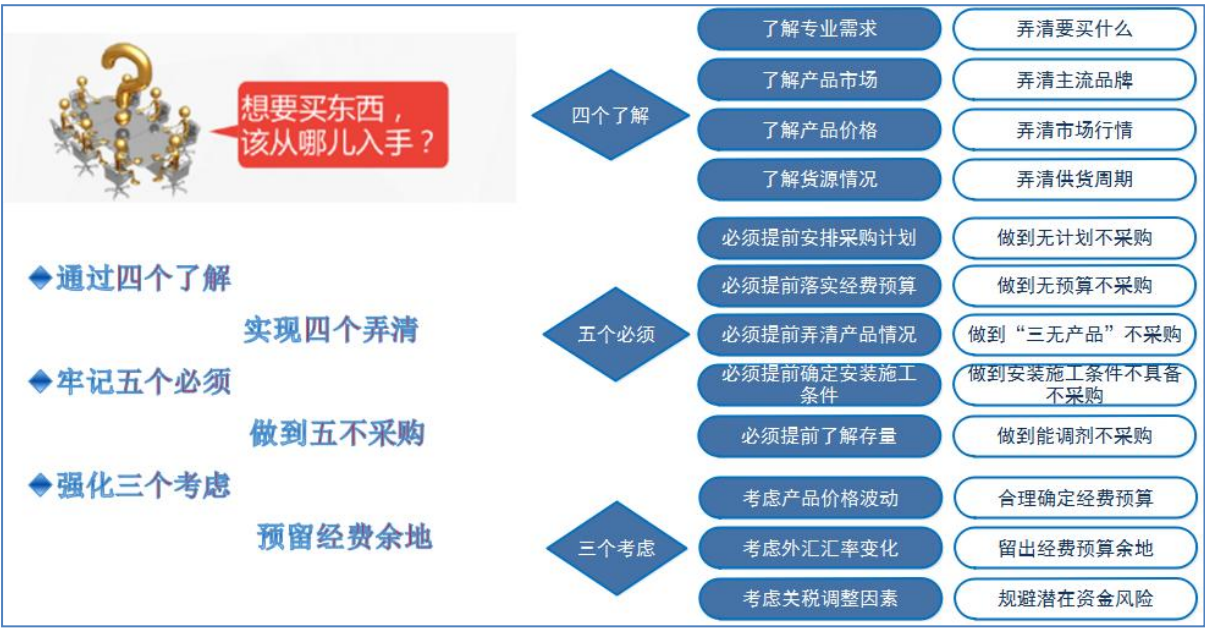 想要买东西，
该从哪儿入手？
通过四个了解
实现四个弄清
牢记五个必须
做到五不采购
强化三个考虑
预留经费余地
四个了解
了解专业需求
弄清要买什么
了解产品市场
弄清主流品牌
了解产品价格
弄清市场行情
了解货源情况
弄清供货周期
五个必须
必须提前安排采购计划
做到无计划不采购
必须提前落实经费预算
做到无预算不采购
必须提前弄清产品情况
做到“三无产品”不采购
必须提前确定安装施工
条件
做到安装施工条件不具备
不采购
必须提前了解存量
做到能调剂不采购
三个考虑
考虑产品价格波动
合理确定经费预算
考虑外汇汇率变化
留出经费预算余地
考虑关税调整因素
规避潜在资金风险